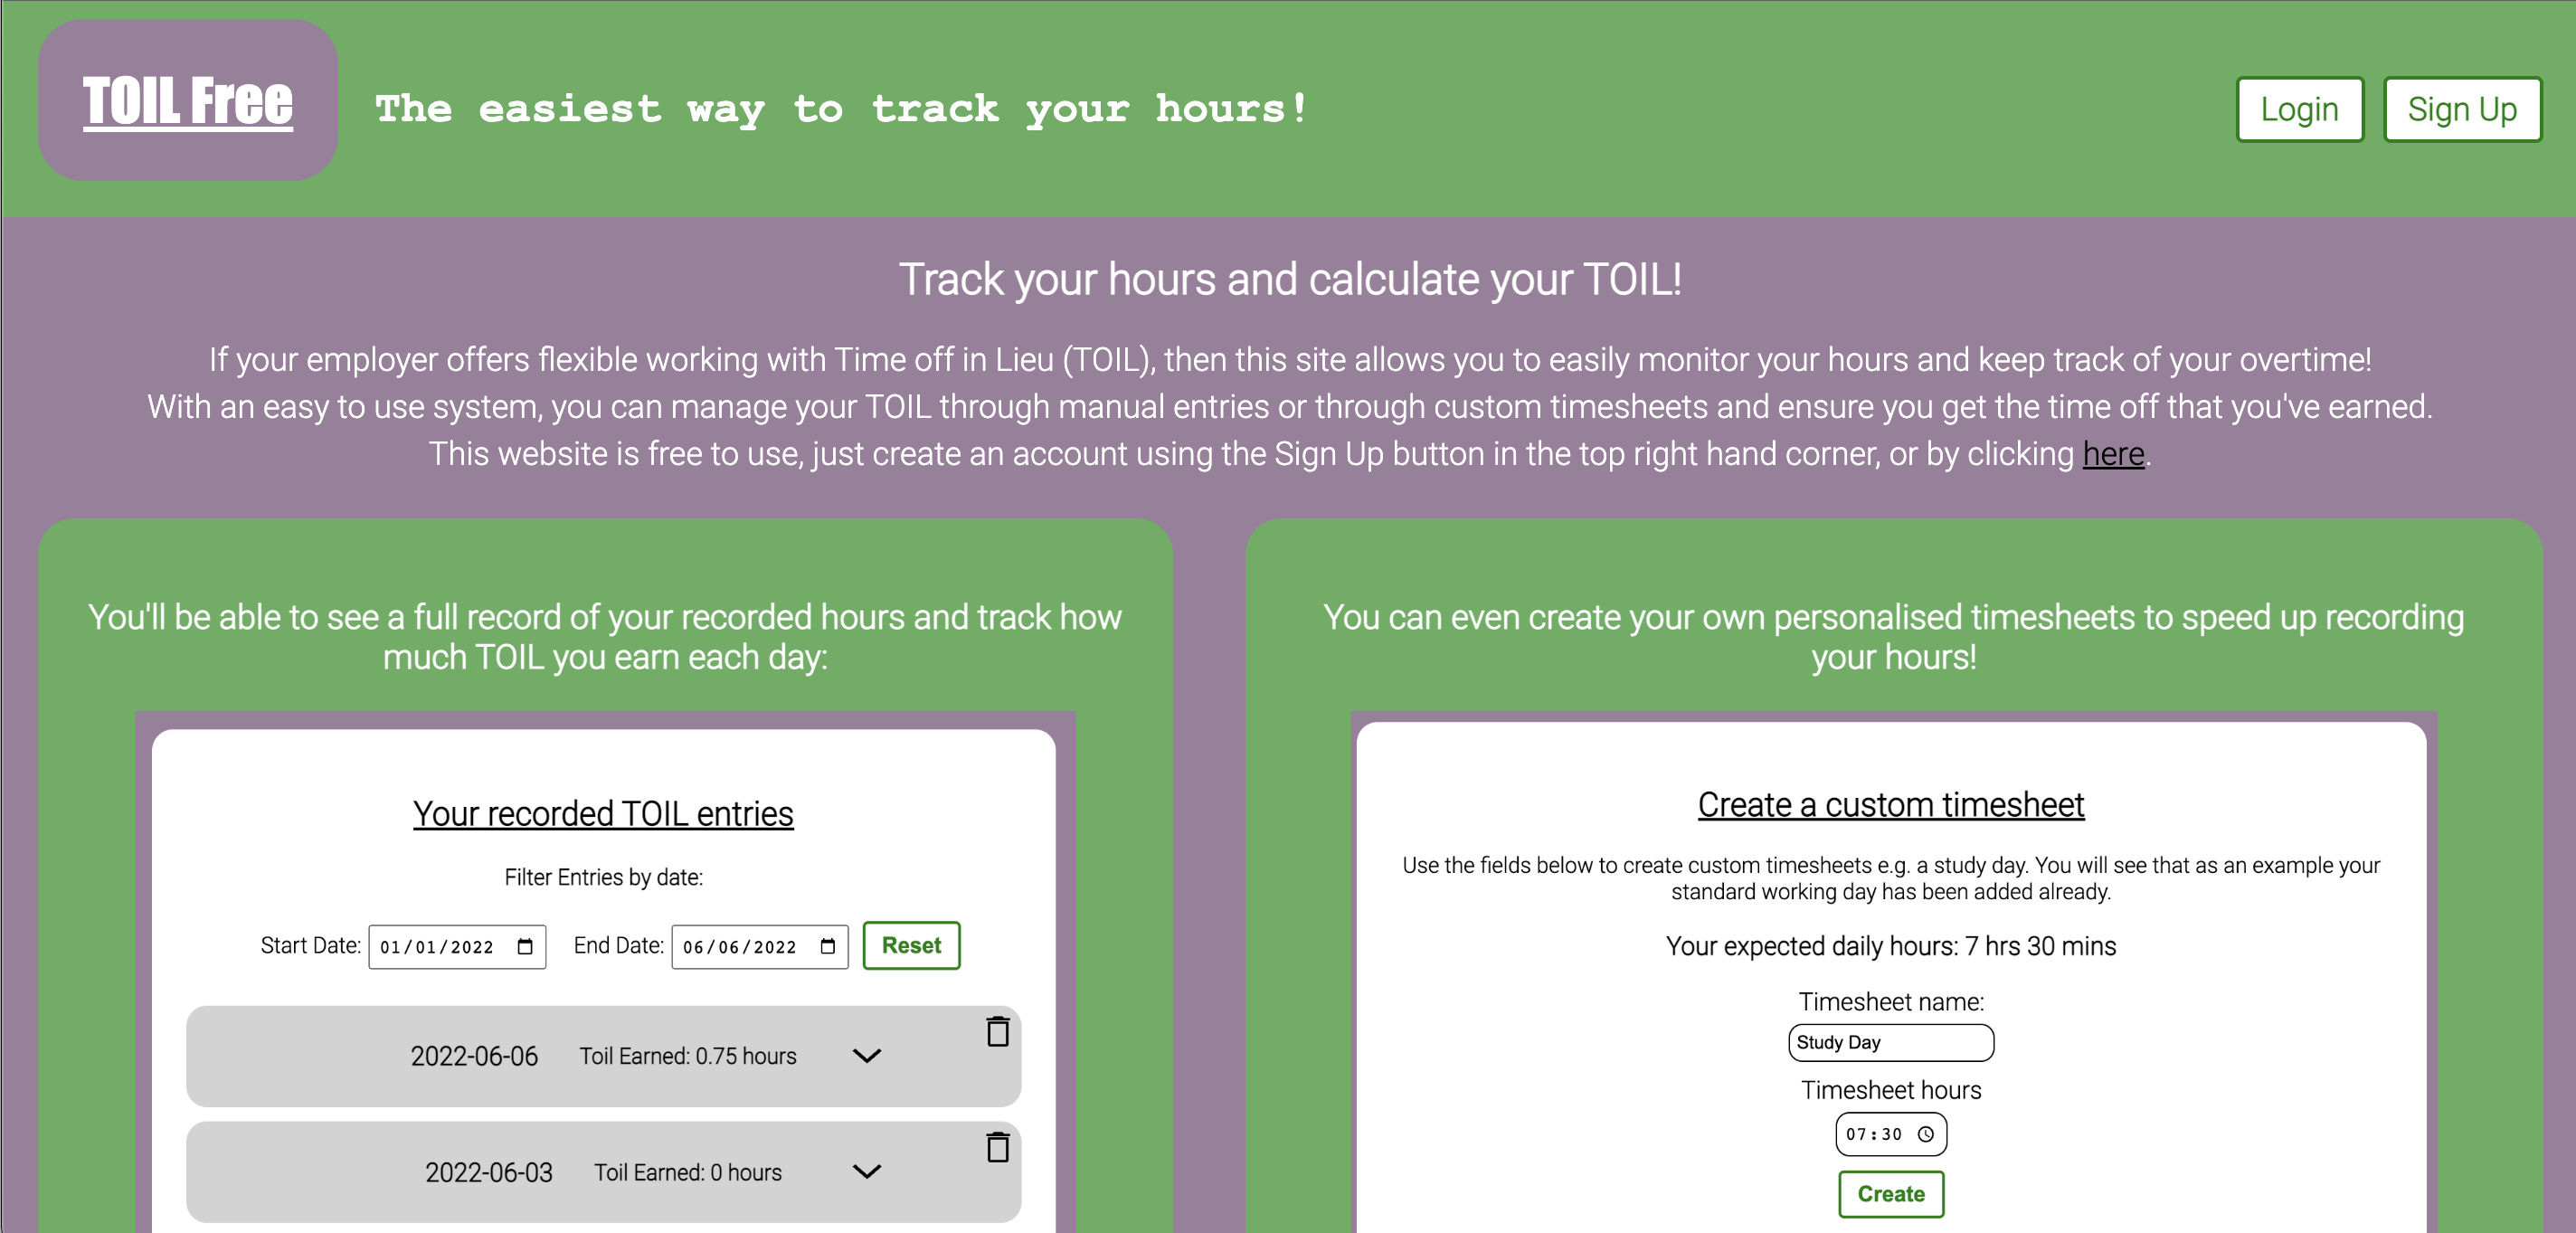 TOIL Free
The easiest way to track your hours!
Login
Sign Up
Track your hours and calculate your TOIL!
If your employer offers flexible working with Time off in Lieu (TOIL), then this site allows you to easily monitor your hours and keep track of your overtime!
With an easy to use system, you can manage your TOIL through manual entries or through custom timesheets and ensure you get the time off that you've earned.
This website is free to use, just create an account using the Sign Up button in the top right hand corner, or by clicking here.
You'll be able to see a full record of your recorded hours and track how
much TOIL you earn each day:
Your recorded TOIL entries
Filter Entries by date:
Start Date: 01/01/2022 End Date: 06/06/2022 Reset
2022-06-06 Toil Earned: 0.75 hours
2022-06-03 Toil Earned: 0 hours
You can even create your own personalised timesheets to speed up recording
your hours!
Create a custom timesheet
Use the fields below to create custom timesheets e.g. a study day. You will see that as an example your
standard working day has been added already.
Your expected daily hours: 7 hrs 30 mins
Timesheet name:
Study Day
Timesheet hours
07:30
Create